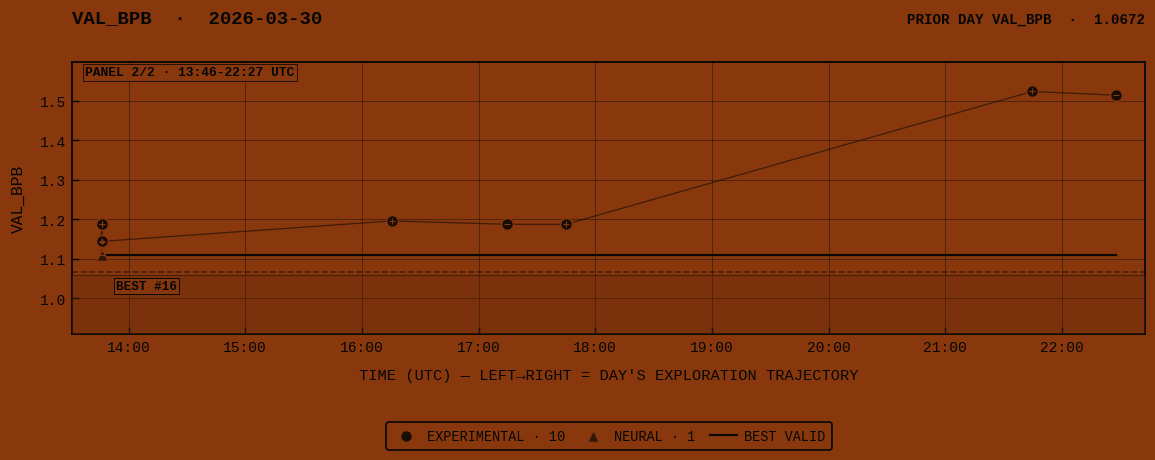 VAL_BPB · 2026-03-30
PRIOR DAY VAL_BPB · 1.0672
PANEL 2/2 · 13:46-22:27 UTC
1.5
1.4
1.3
1.2
1.1
1.0
VAL_BPB
BEST #16
14:00 15:00 16:00 17:00 18:00 19:00 20:00 21:00 22:00
TIME (UTC) — LEFT→RIGHT = DAY'S EXPLORATION TRAJECTORY
EXPERIMENTAL · 10 NEURAL · 1 BEST VALID